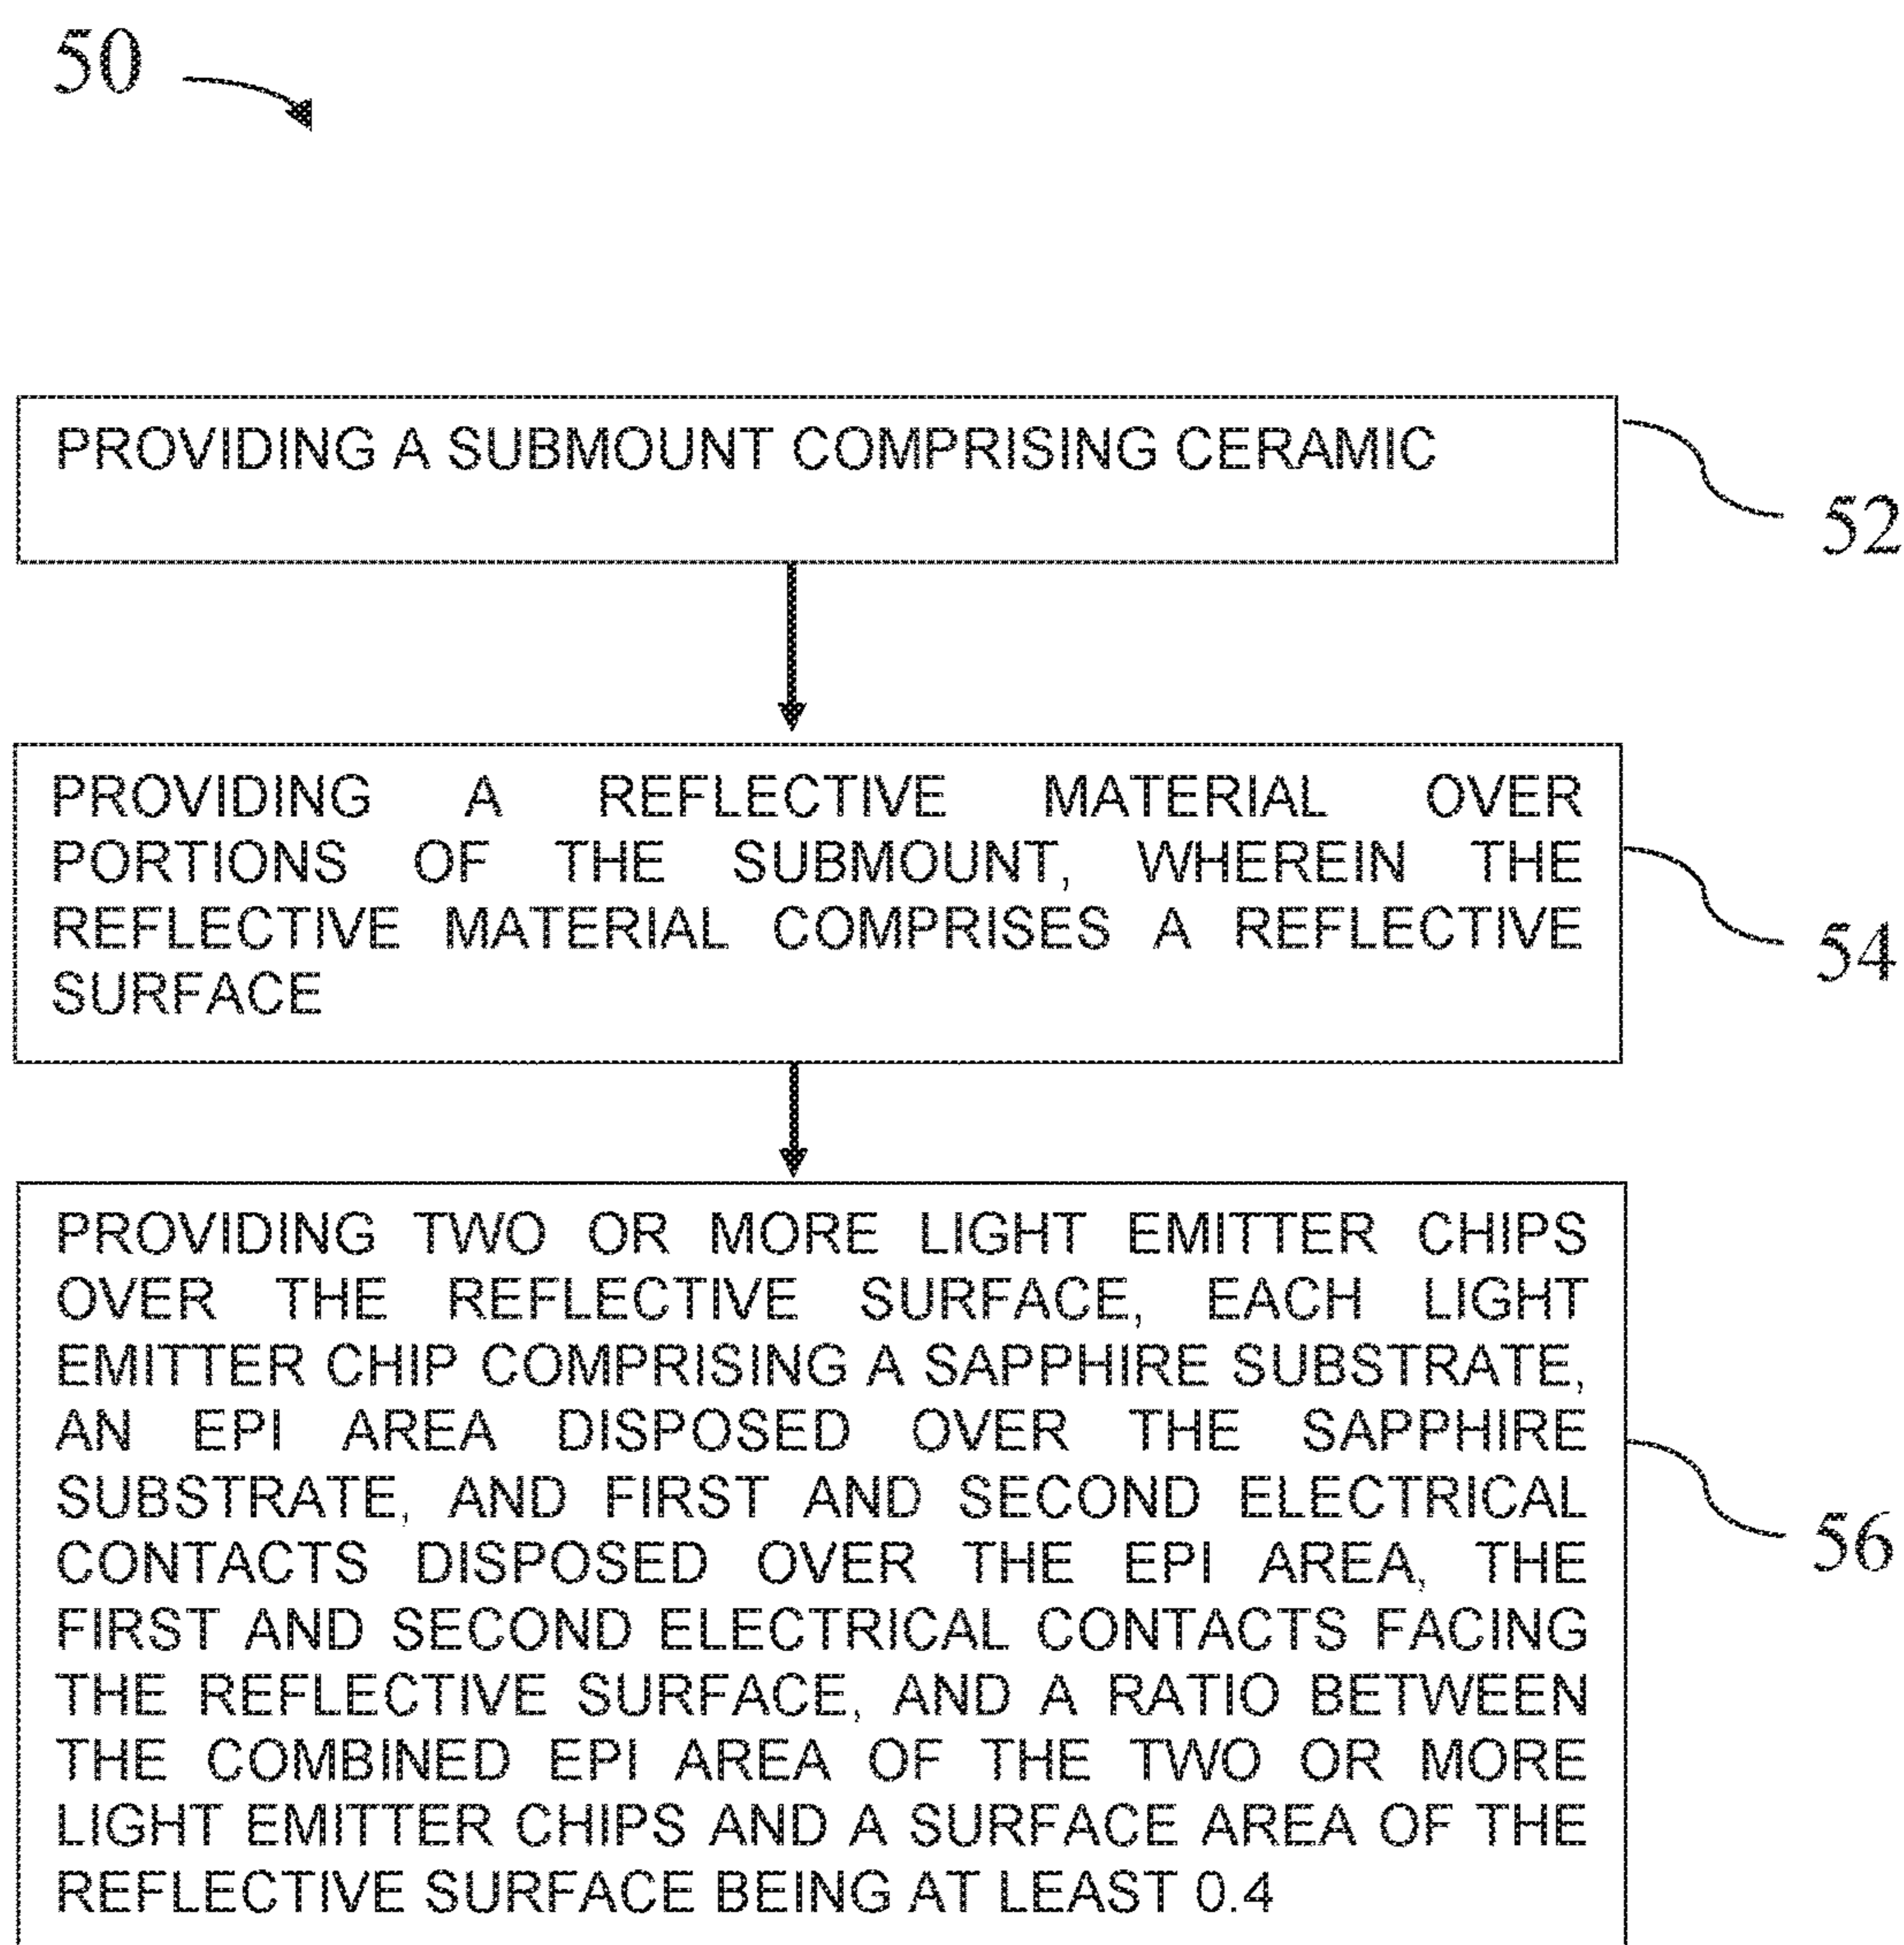 50
PROVIDING A SUBMOUNT COMPRISING CERAMIC
52
PROVIDING A REFLECTIVE MATERIAL OVER
PORTIONS OF THE SUBMOUNT, WHEREIN THE
REFLECTIVE MATERIAL COMPRISES A REFLECTIVE
SURFACE
54
PROVIDING TWO OR MORE LIGHT EMITTER CHIPS
OVER THE REFLECTIVE SURFACE, EACH LIGHT
EMITTER CHIP COMPRISING A SAPPHIRE SUBSTRATE,
AN EPI AREA DISPOSED OVER THE SAPPHIRE
SUBSTRATE, AND FIRST AND SECOND ELECTRICAL
CONTACTS DISPOSED OVER THE EPI AREA, THE
FIRST AND SECOND ELECTRICAL CONTACTS FACING
THE REFLECTIVE SURFACE, AND A RATIO BETWEEN
THE COMBINED EPI AREA OF THE TWO OR MORE
LIGHT EMITTER CHIPS AND A SURFACE AREA OF THE
REFLECTIVE SURFACE BEING AT LEAST 0.4
56